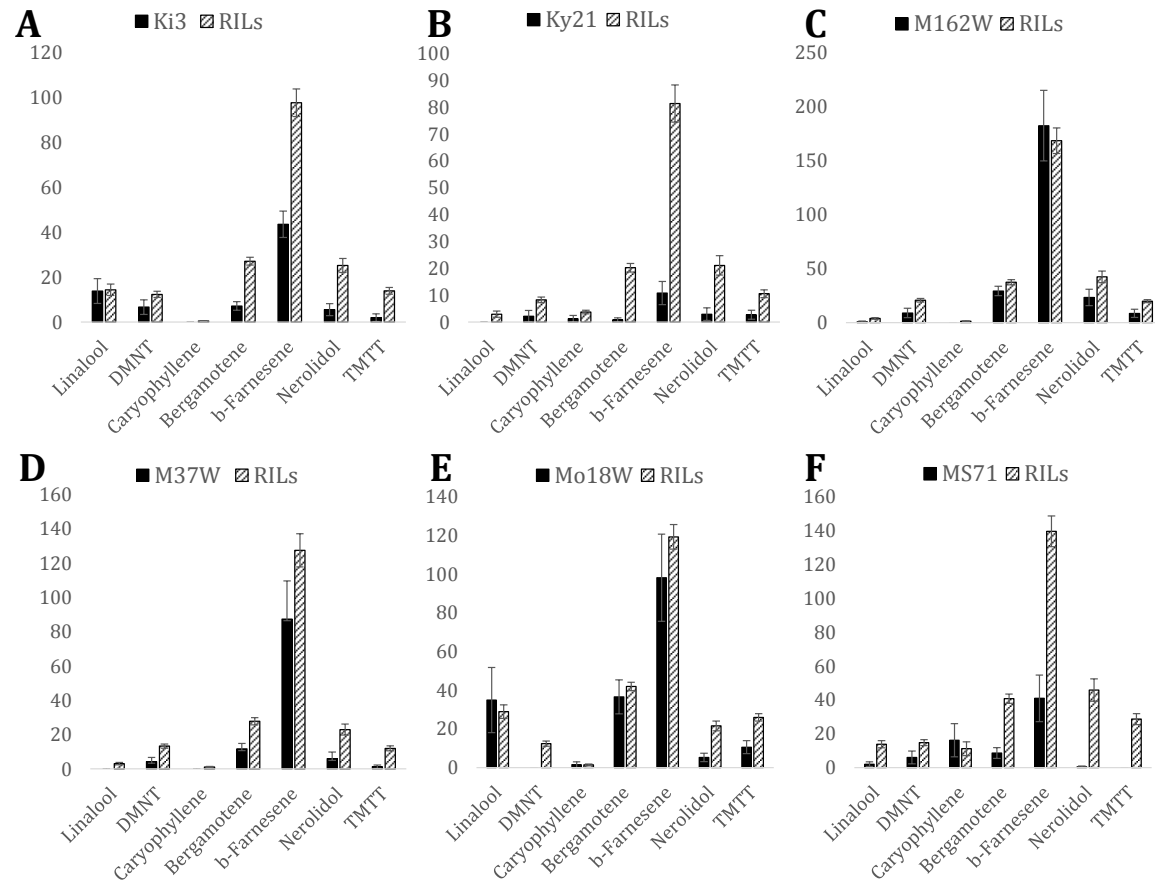 A
Ki3 RILs
120
100
80
60
40
20
0
Linalool
DMNT
Caryophyllene
Bergamotene
b-Farnesene
Nerolidol
TMTT
B
Ky21 RILs
100
90
80
70
60
50
40
30
20
10
0
Linalool
DMNT
Caryophyllene
Bergamotene
b-Farnesene
Nerolidol
TMTT
C
M162W RILs
250
200
150
100
50
0
Linalool
DMNT
Caryophyllene
Bergamotene
b-Farnesene
Nerolidol
TMTT
D
M37W RILs
160
140
120
100
80
60
40
20
0
Linalool
DMNT
Caryophyllene
Bergamotene
b-Farnesene
Nerolidol
TMTT
E
Mo18W RILs
140
120
100
80
60
40
20
0
Linalool
DMNT
Caryophyllene
Bergamotene
b-Farnesene
Nerolidol
TMTT
F
MS71 RILs
160
140
120
100
80
60
40
20
0
Linalool
DMNT
Caryophyllene
Bergamotene
b-Farnesene
Nerolidol
TMTT